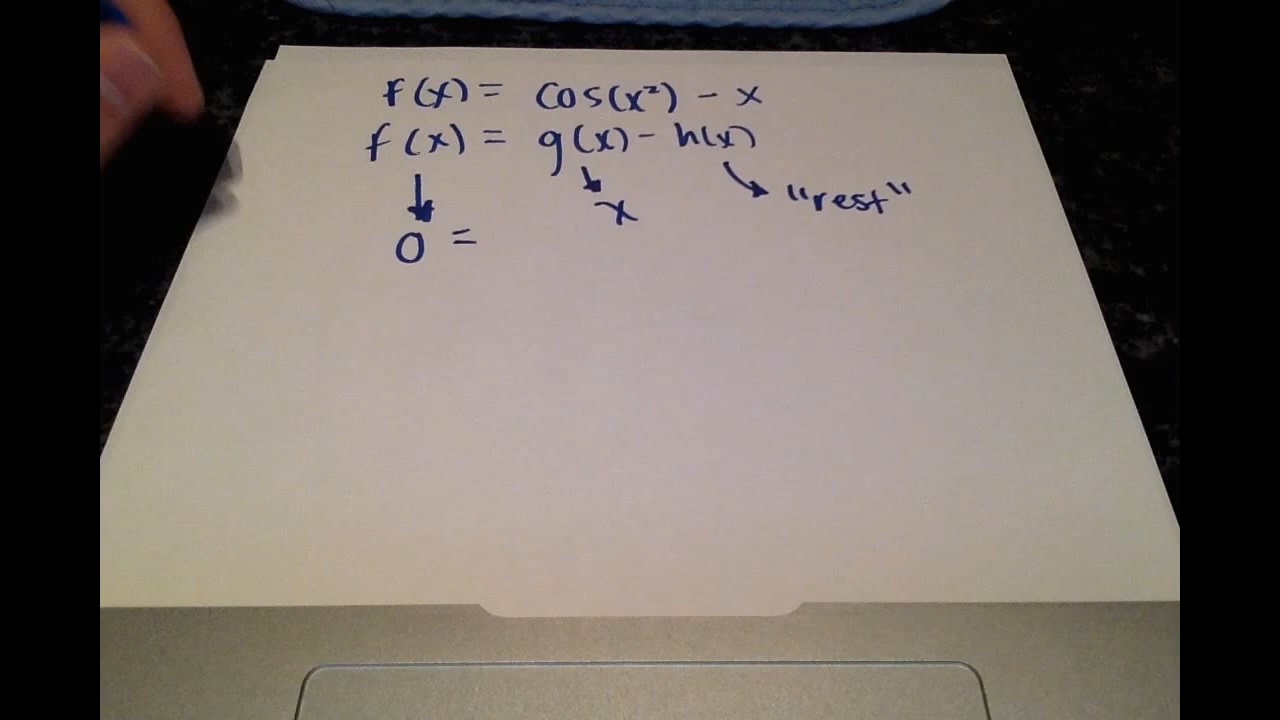 f(x) = cos(x²) - x
f(x) = g(x) - h(x)
↓ ↘ x ↘ "rest"
0 =